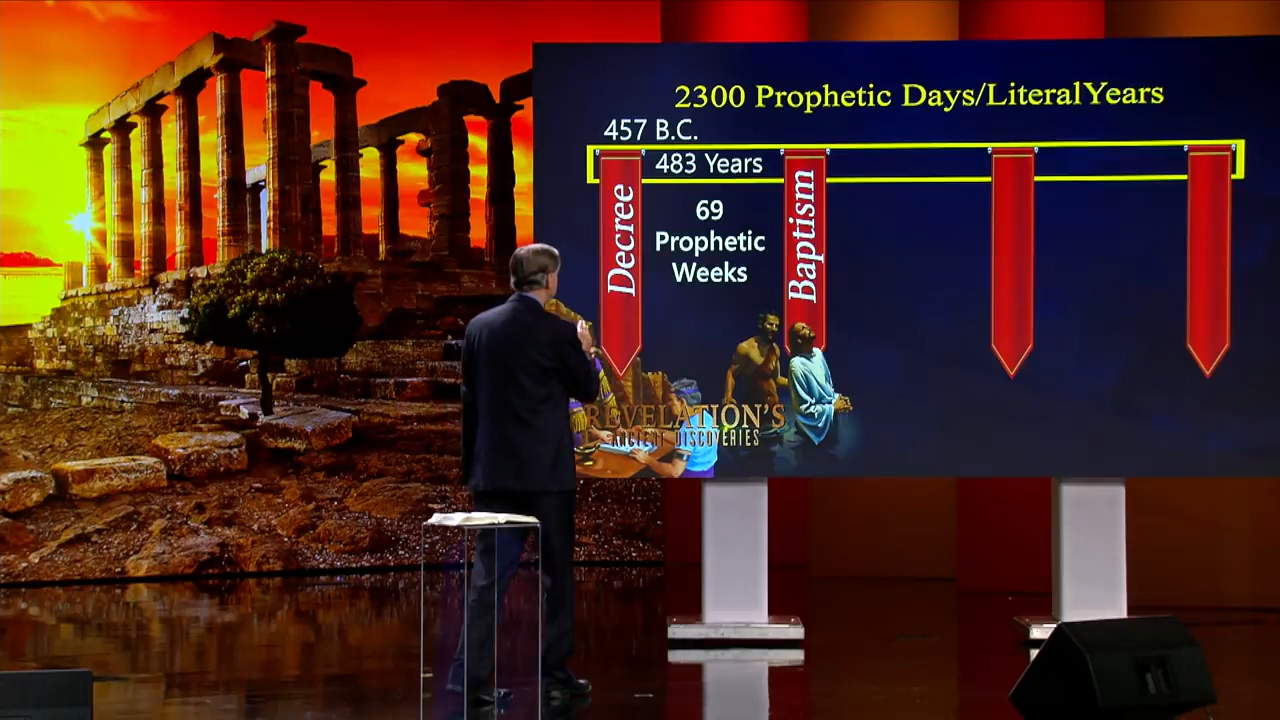 2300 Prophetic Days/LiteralYears
457 B.C.
483 Years
Decree
69
Prophetic
Weeks
Baptism
REVELATION'S
ANCIENT DISCOVERIES